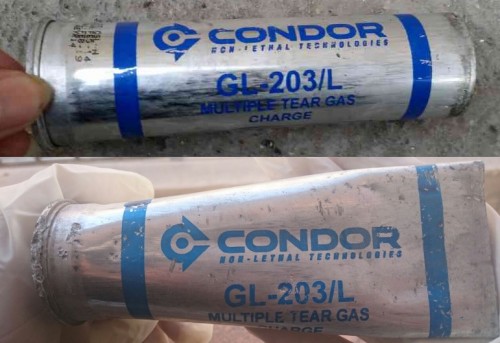 CONDOR
NON-LETHAL TECHNOLOGIES
GL-203/L
MULTIPLE TEAR GAS
CHARGE
CONDOR
NON-LETHAL TECHNOLOGIES
GL-203/L
MULTIPLE TEAR GAS
CHARGE